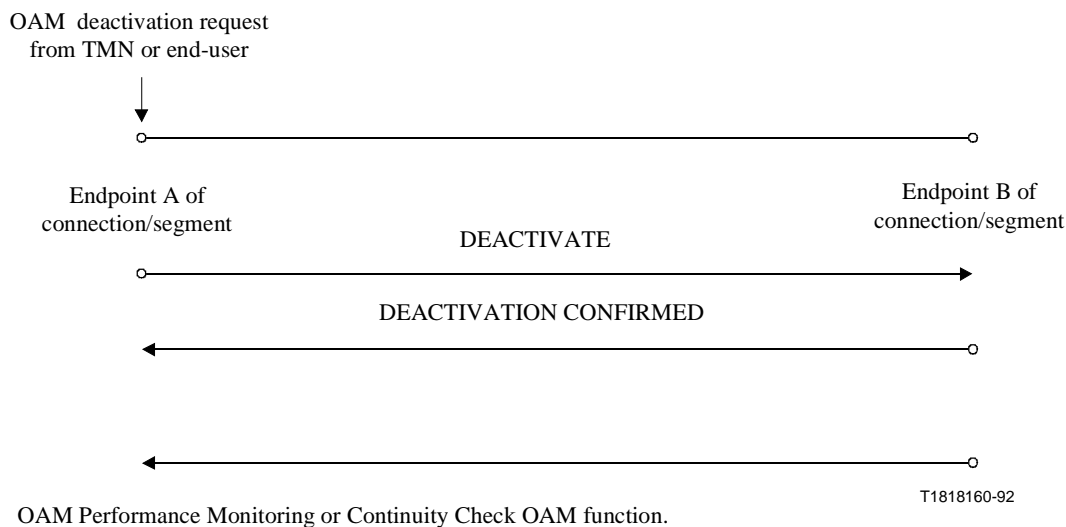 OAM deactivation request
from TMN or end-user
Endpoint A of
connection/segment
Endpoint B of
connection/segment
DEACTIVATE
DEACTIVATION CONFIRMED
T1818160-92
OAM Performance Monitoring or Continuity Check OAM function.